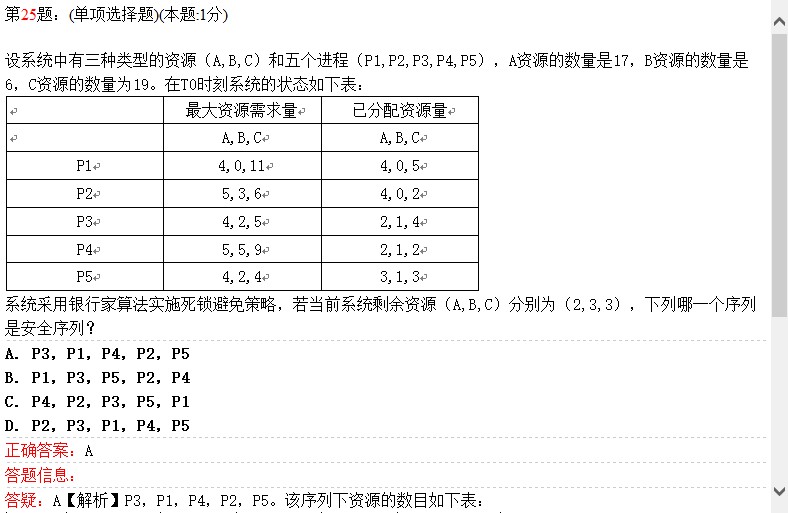 第25题：(单项选择题)(本题:1分)
设系统中有三种类型的资源（A,B,C）和五个进程（P1,P2,P3,P4,P5），A资源的数量是17，B资源的数量是
6，C资源的数量为19。在T0时刻系统的状态如下表：
最大资源需求量 已分配资源量
A,B,C A,B,C
P1 4,0,11 4,0,5
P2 5,3,6 4,0,2
P3 4,2,5 2,1,4
P4 5,5,9 2,1,2
P5 4,2,4 3,1,3
系统采用银行家算法实施死锁避免策略，若当前系统剩余资源（A,B,C）分别为（2,3,3），下列哪一个序列
是安全序列？
A. P3，P1，P4，P2，P5
B. P1，P3，P5，P2，P4
C. P4，P2，P3，P5，P1
D. P2，P3，P1，P4，P5
正确答案：A
答题信息：
答疑：A【解析】P3，P1，P4，P2，P5。该序列下资源的数目如下表：